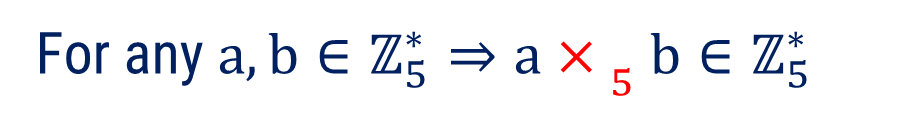 For any a, b ∈ ℤ₅* ⇒ a × ₅ b ∈ ℤ₅*